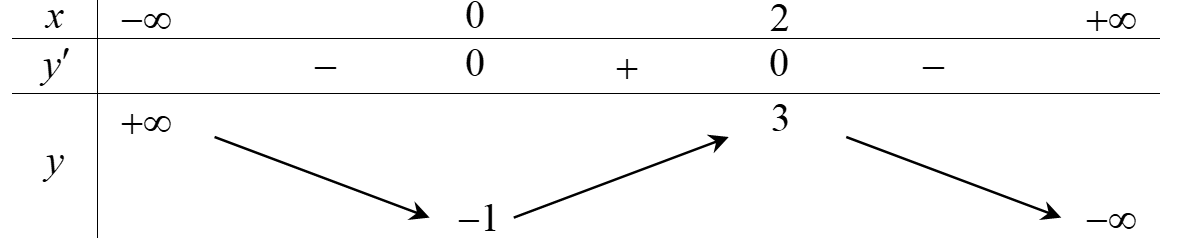 x −∞ 0 2 +∞
y′ − 0 + 0 −
+∞ 3
y
−1 −∞